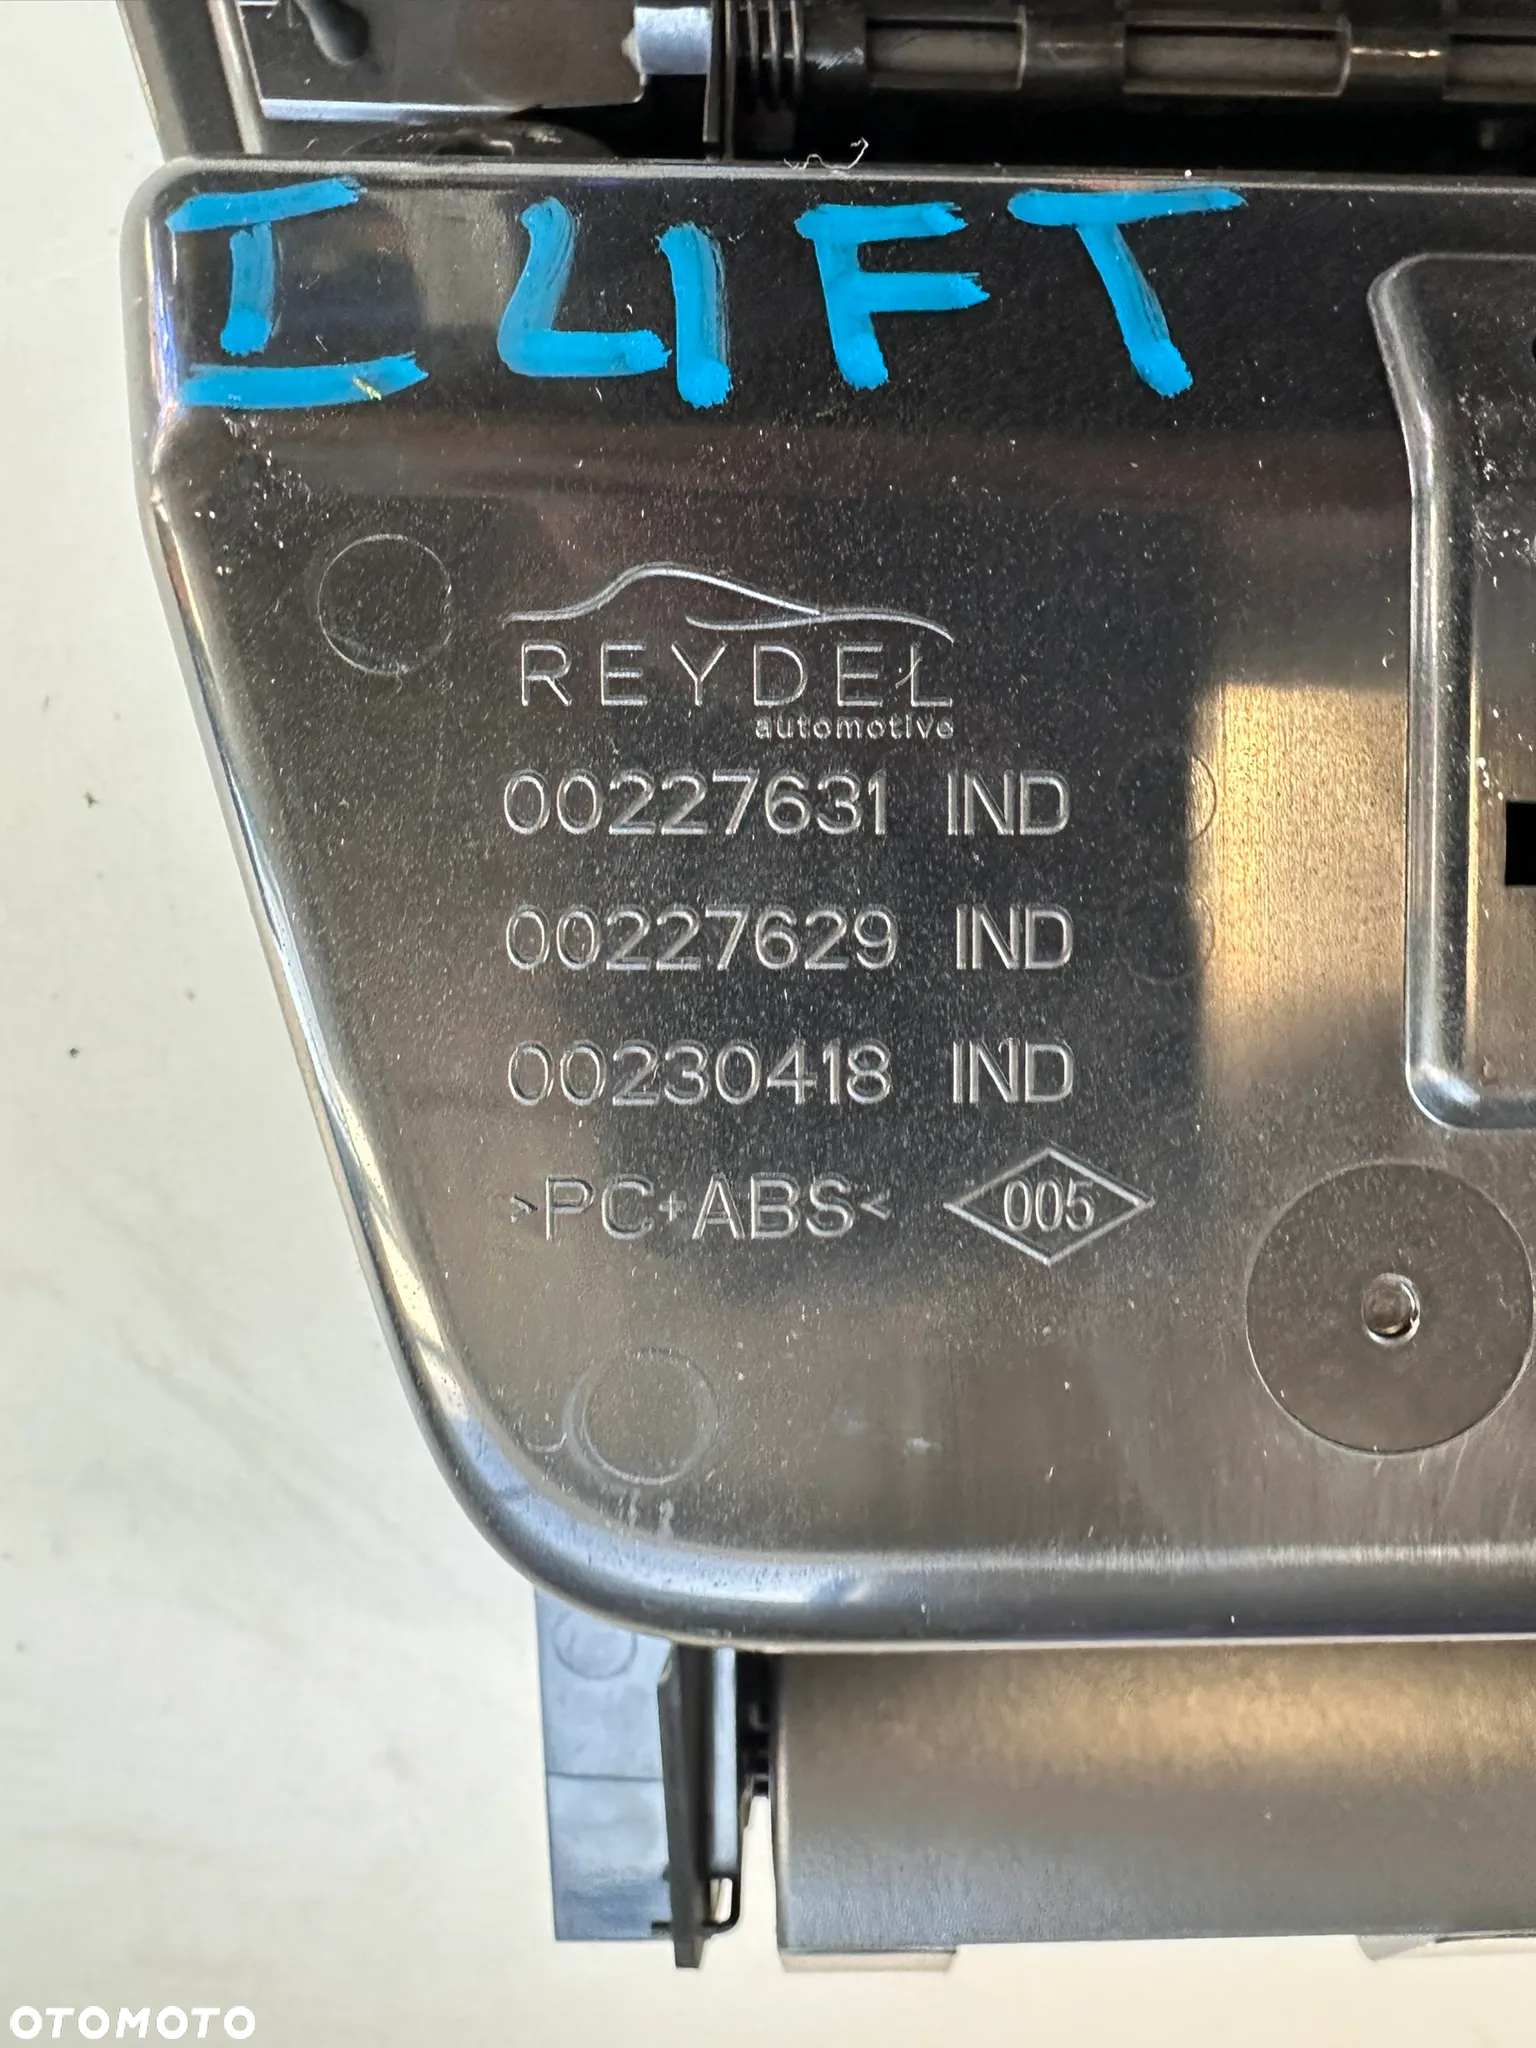 I LIFT
REYDEL
automotive
00227631 IND
00227629 IND
00230418 IND
>PC+ABS< 005
OTOMOTO